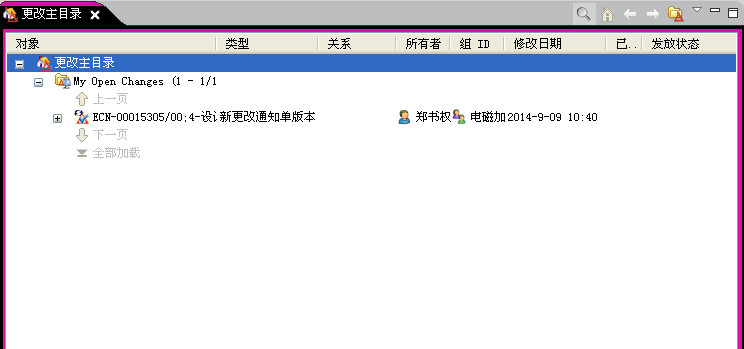 更改主目录
对象 类型 关系 所有者 组 ID 修改日期 已.. 发放状态
更改主目录
My Open Changes (1 - 1/1
上一页
ECN-00015305/00;4-设计新更改通知单版本 郑书权 电磁加 2014-9-09 10:40
下一页
全部加载